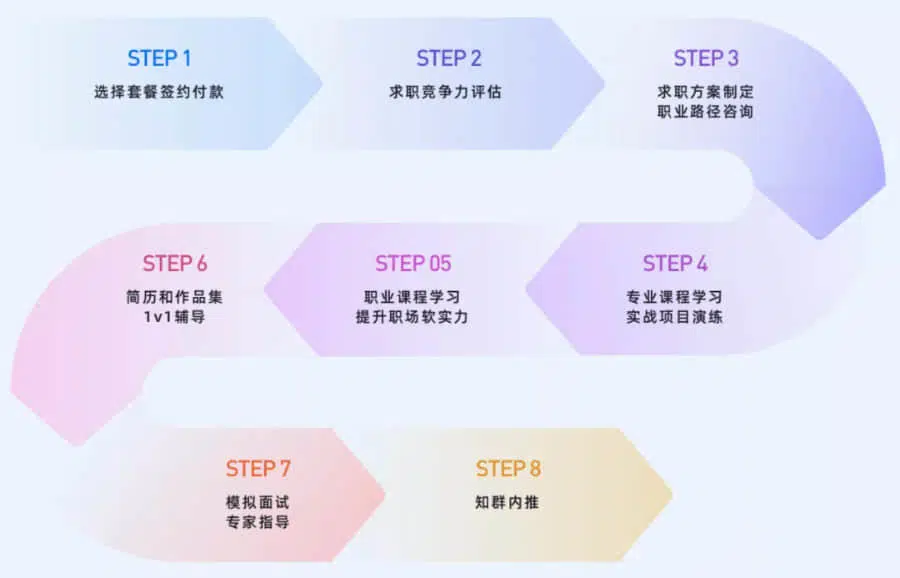 STEP 1
选择套餐签约付款
STEP 2
求职竞争力评估
STEP 3
求职方案制定
职业路径咨询
STEP 4
专业课程学习
实战项目演练
STEP 05
职业课程学习
提升职场软实力
STEP 6
简历和作品集
1v1辅导
STEP 7
模拟面试
专家指导
STEP 8
知群内推